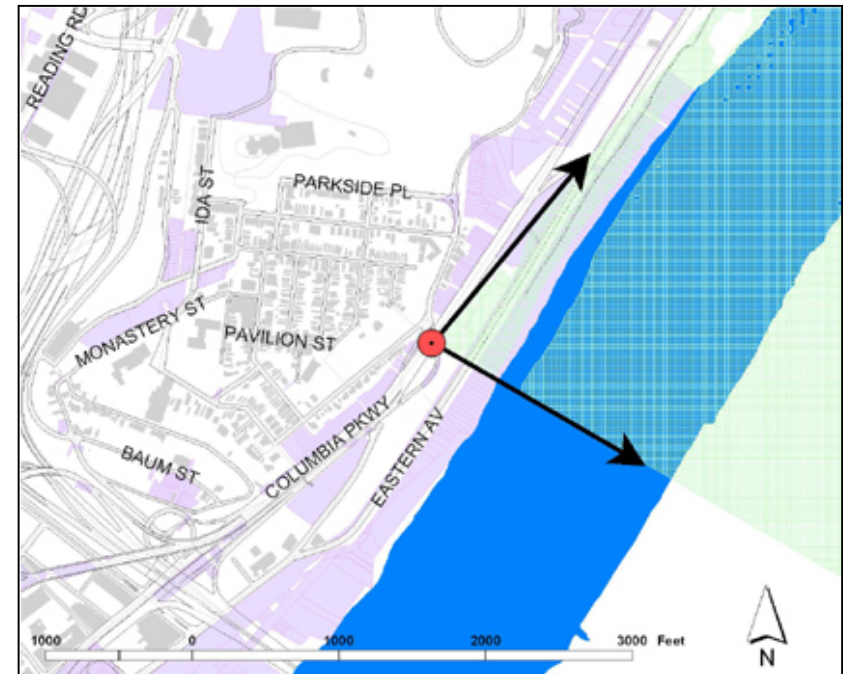 READING RD
IDA ST
PARKSIDE PL
MONASTERY ST
PAVILION ST
BAUM ST
COLUMBIA PKWY
EASTERN AV
1000 0 1000 2000 3000 Feet
N